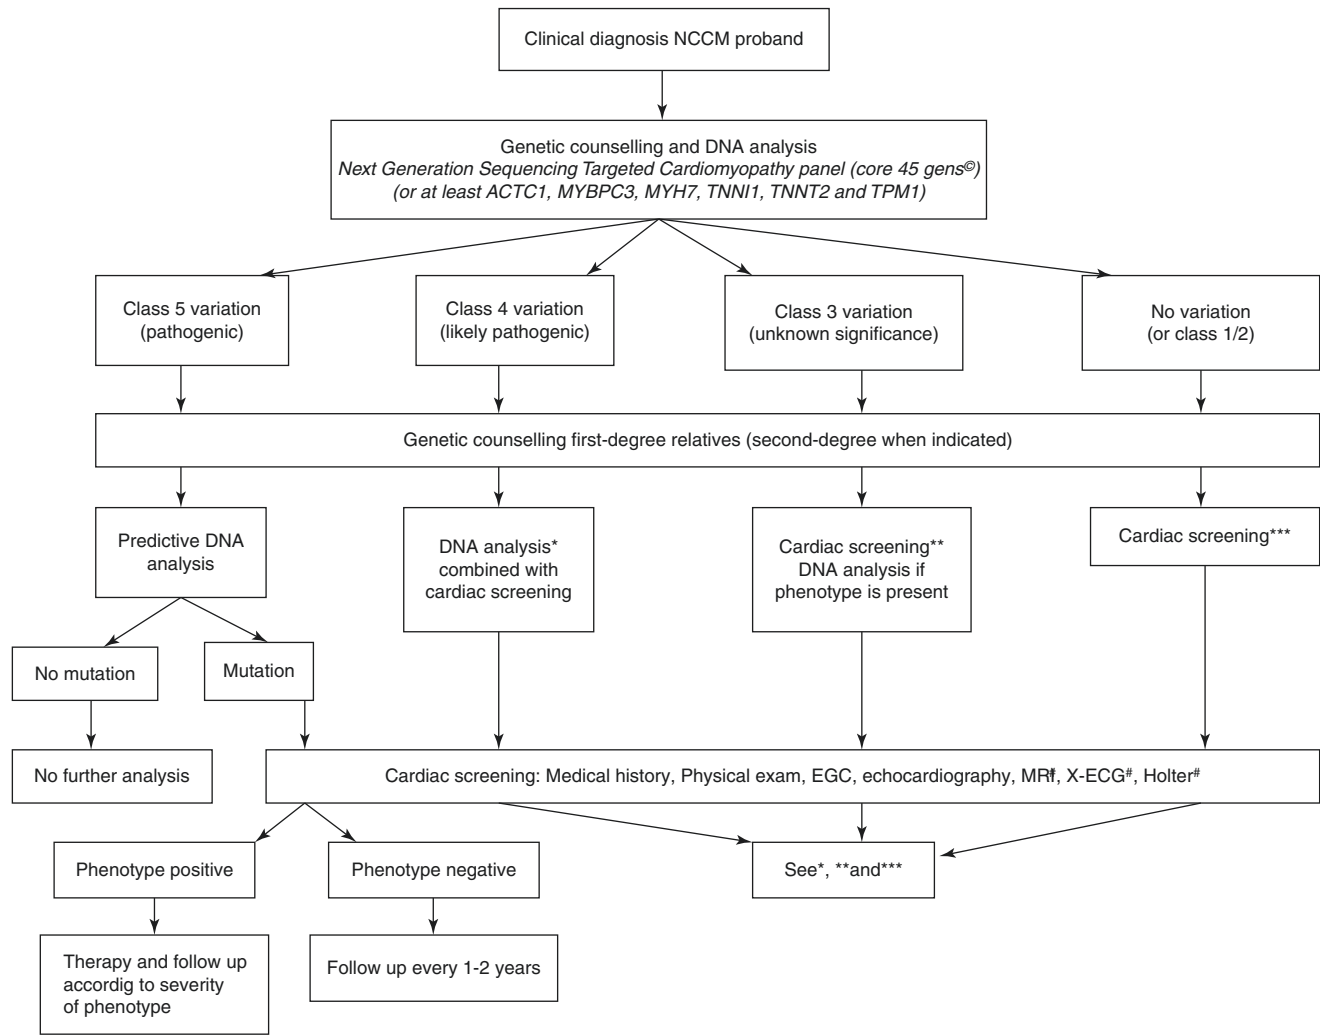 Clinical diagnosis NCCM proband
Genetic counselling and DNA analysis
Next Generation Sequencing Targeted Cardiomyopathy panel (core 45 gens©)
(or at least ACTC1, MYBPC3, MYH7, TNNI1, TNNT2 and TPM1)
Class 5 variation
(pathogenic)
Class 4 variation
(likely pathogenic)
Class 3 variation
(unknown significance)
No variation
(or class 1/2)
Genetic counselling first-degree relatives (second-degree when indicated)
Predictive DNA
analysis
DNA analysis*
combined with
cardiac screening
Cardiac screening**
DNA analysis if
phenotype is present
Cardiac screening***
No mutation
Mutation
No further analysis
Cardiac screening: Medical history, Physical exam, EGC, echocardiography, MRI#, X-ECG#, Holter#
Phenotype positive
Phenotype negative
See*, **and***
Therapy and follow up
accordig to severity
of phenotype
Follow up every 1-2 years